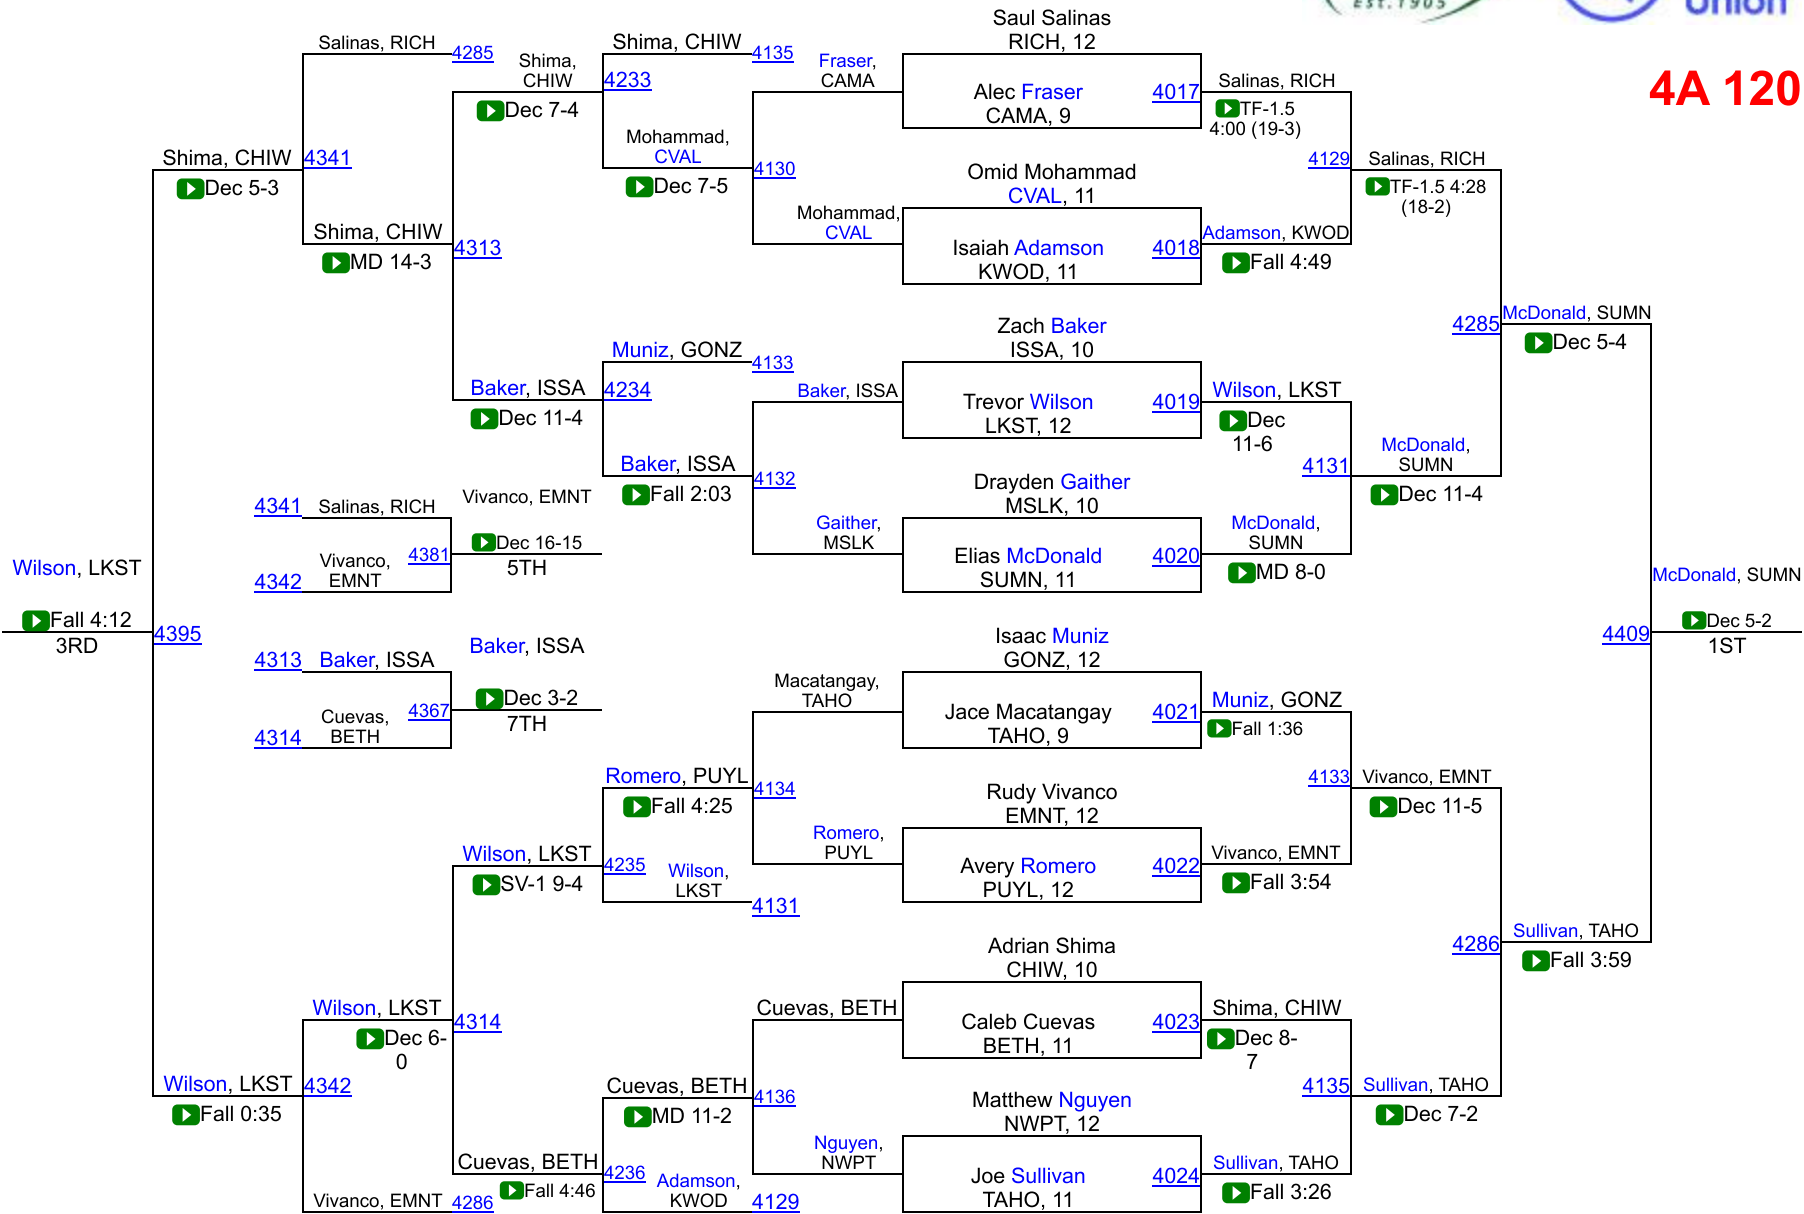 EST. 1905
Union
4A 120
Saul Salinas
RICH, 12
Alec Fraser
CAMA, 9
4017
Omid Mohammad
CVAL, 11
Isaiah Adamson
KWOD, 11
4018
Zach Baker
ISSA, 10
Trevor Wilson
LKST, 12
4019
Drayden Gaither
MSLK, 10
Elias McDonald
SUMN, 11
4020
Isaac Muniz
GONZ, 12
Jace Macatangay
TAHO, 9
4021
Rudy Vivanco
EMNT, 12
Avery Romero
PUYL, 12
4022
Adrian Shima
CHIW, 10
Caleb Cuevas
BETH, 11
4023
Matthew Nguyen
NWPT, 12
Joe Sullivan
TAHO, 11
4024
Salinas, RICH
TF-1.5
4:00 (19-3)
Adamson, KWOD
Fall 4:49
Wilson, LKST
Dec
11-6
McDonald,
SUMN
MD 8-0
Muniz, GONZ
Fall 1:36
Vivanco, EMNT
Fall 3:54
Shima, CHIW
Dec 8-
7
Sullivan, TAHO
Fall 3:26
4129
Salinas, RICH
TF-1.5 4:28
(18-2)
4131
McDonald,
SUMN
Dec 11-4
4133
Vivanco, EMNT
Dec 11-5
4135
Sullivan, TAHO
Dec 7-2
4285
McDonald, SUMN
Dec 5-4
4286
Sullivan, TAHO
Fall 3:59
4409
McDonald, SUMN
Dec 5-2
1ST
Fraser,
CAMA
Mohammad,
CVAL
Baker, ISSA
Gaither,
MSLK
Macatangay,
TAHO
Romero,
PUYL
Cuevas, BETH
Nguyen,
NWPT
Shima, CHIW
4135
Mohammad,
CVAL
Dec 7-5
4130
Muniz, GONZ
4133
Baker, ISSA
Fall 2:03
4132
Romero, PUYL
Fall 4:25
4134
Wilson,
LKST
4131
Cuevas, BETH
MD 11-2
4136
Adamson,
KWOD
4129
Shima,
CHIW
Dec 7-4
4233
Baker, ISSA
Dec 11-4
4234
Wilson, LKST
SV-1 9-4
4235
Cuevas, BETH
Fall 4:46
4236
Salinas, RICH
4285
Shima, CHIW
MD 14-3
4313
Wilson, LKST
Dec 6-
0
4314
Vivanco, EMNT
4286
Shima, CHIW
Dec 5-3
4341
Wilson, LKST
Fall 0:35
4342
4341
Salinas, RICH
4342
Vivanco,
EMNT
4381
Vivanco, EMNT
Dec 16-15
5TH
4313
Baker, ISSA
4314
Cuevas,
BETH
4367
Baker, ISSA
Dec 3-2
7TH
Wilson, LKST
Fall 4:12
3RD
4395